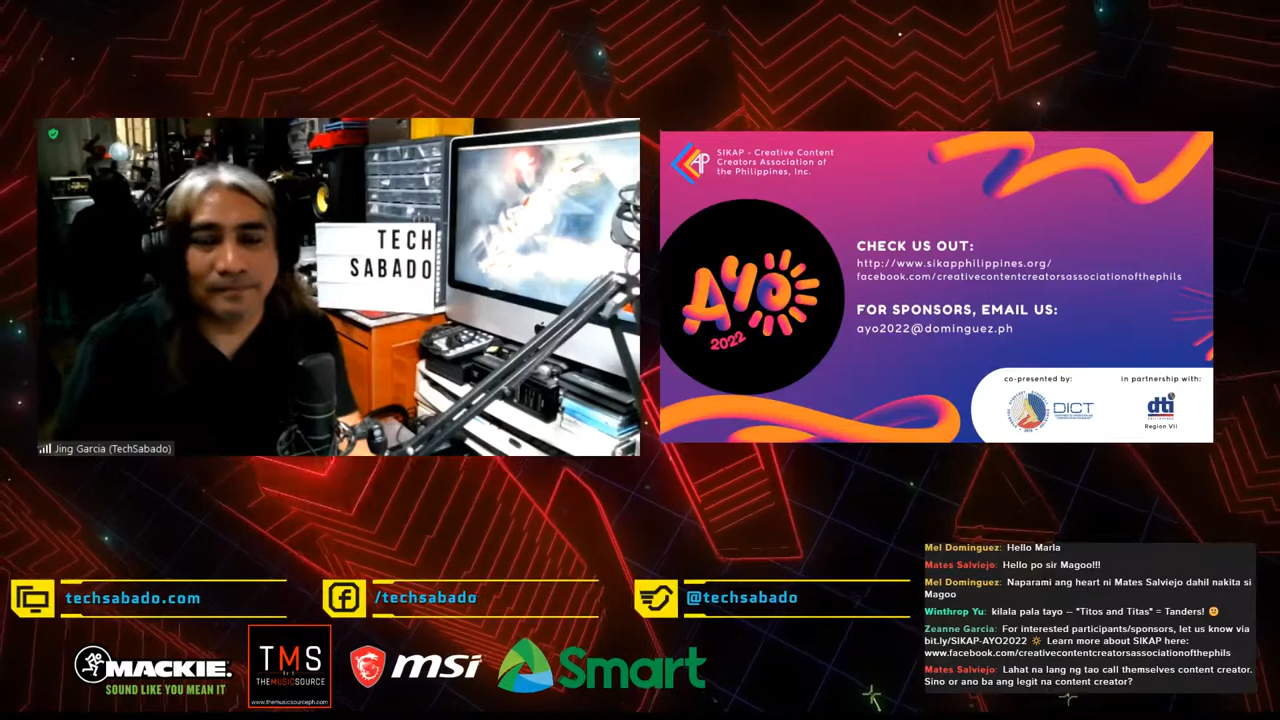 TECH
SABADO
Jing Garcia (TechSabado)
AP
SIKAP - Creative Content
Creators Association of
the Philippines, Inc.
AYO
2022
CHECK US OUT:
http://www.sikapphilippines.org/
facebook.com/creativecontentcreatorsassociationofthephils
FOR SPONSORS, EMAIL US:
ayo2022@dominguez.ph
co-presented by:
in partnership with:
DICT
dti
PHILIPPINES
Region VII
Mel Dominguez: Hello Marla
Mates Salviejo: Hello po sir Magoo!!!
Mel Dominguez: Naparami ang heart ni Mates Salviejo dahil nakita si
Magoo
Winthrop Yu: kilala pala tayo -- "Titos and Titas" = Tanders! 🙂
Zeanne Garcia: For interested participants/sponsors, let us know via
bit.ly/SIKAP-AYO2022 🔅 Learn more about SIKAP here:
www.facebook.com/creativecontentcreatorsassociationofthephils
Mates Salviejo: Lahat na lang ng tao call themselves content creator.
Sino or ano ba ang legit na content creator?
techsabado.com
/techsabado
@techsabado
MACKIE.
SOUND LIKE YOU MEAN IT
TMS
THEMUSICSOURCE
www.themusicsourceph.com
msi
Smart